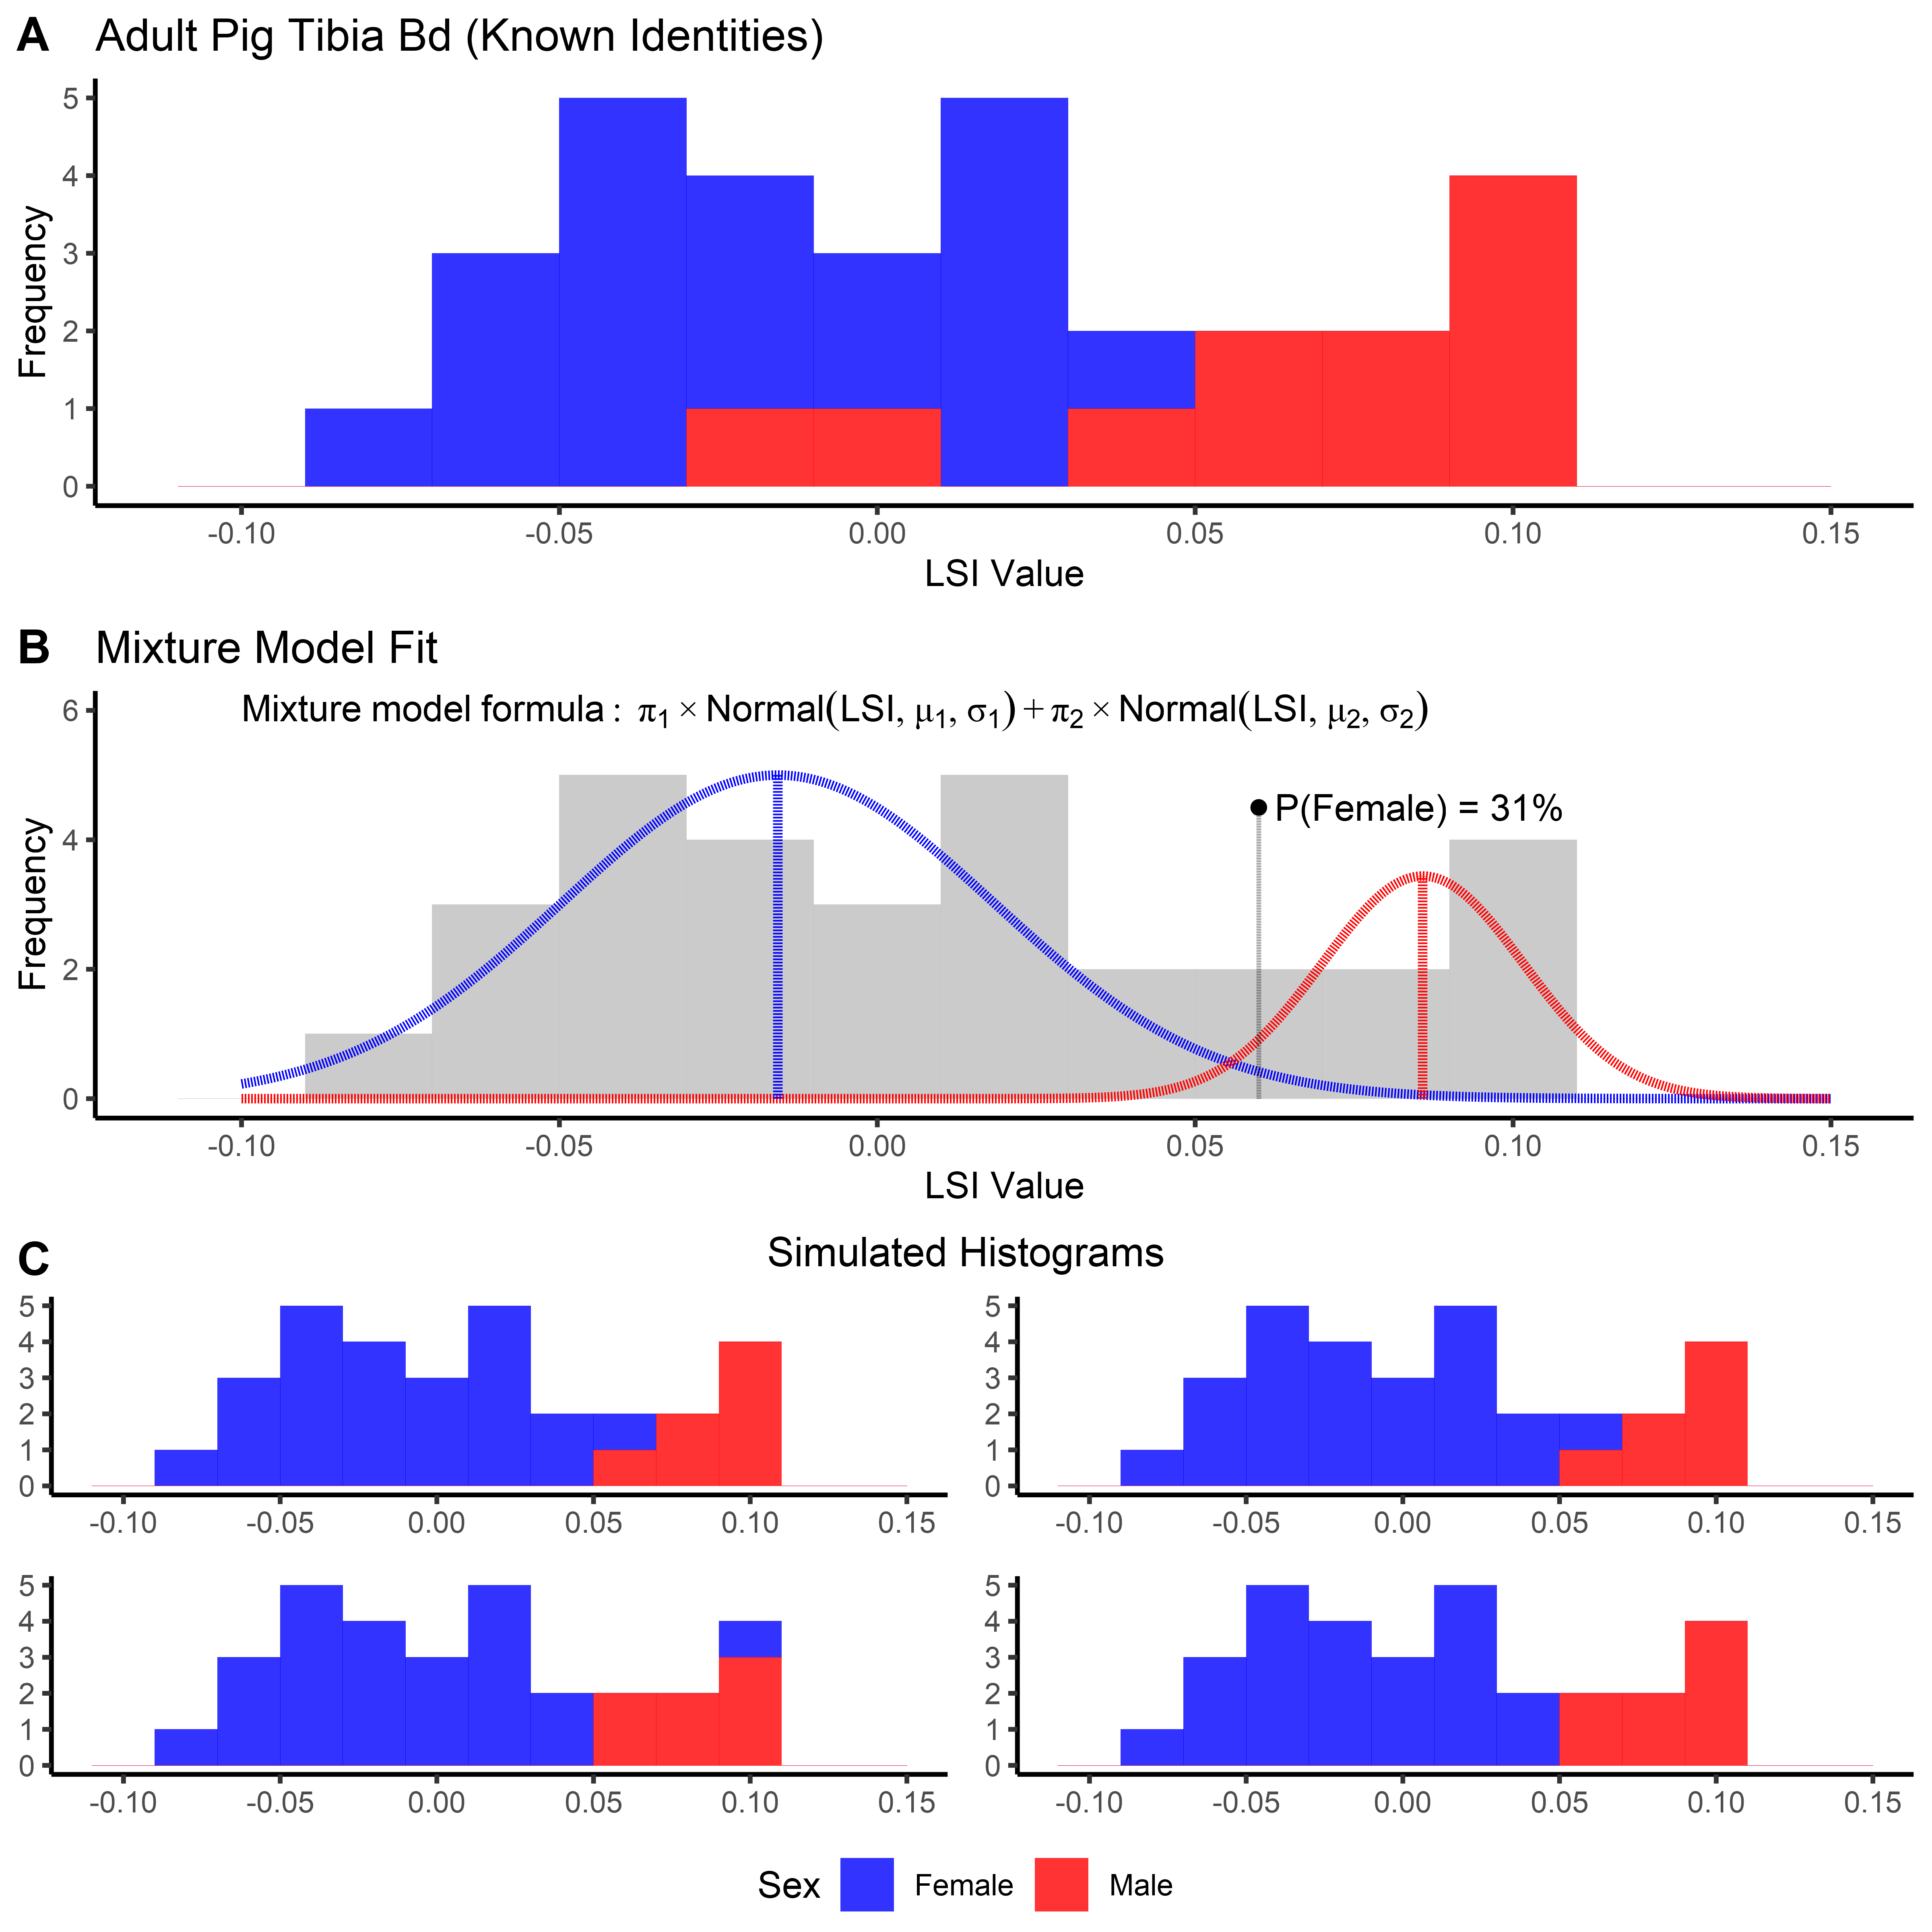 A Adult Pig Tibia Bd (Known Identities)
5
4
3
2
1
0
Frequency
-0.10 -0.05 0.00 0.05 0.10 0.15
LSI Value
B Mixture Model Fit
Mixture model formula : π1 × Normal(LSI, μ1, σ1) + π2 × Normal(LSI, μ2, σ2)
P(Female) = 31%
6
4
2
0
Frequency
-0.10 -0.05 0.00 0.05 0.10 0.15
LSI Value
C Simulated Histograms
5
4
3
2
1
0
-0.10 -0.05 0.00 0.05 0.10 0.15
5
4
3
2
1
0
-0.10 -0.05 0.00 0.05 0.10 0.15
5
4
3
2
1
0
-0.10 -0.05 0.00 0.05 0.10 0.15
5
4
3
2
1
0
-0.10 -0.05 0.00 0.05 0.10 0.15
Sex Female Male